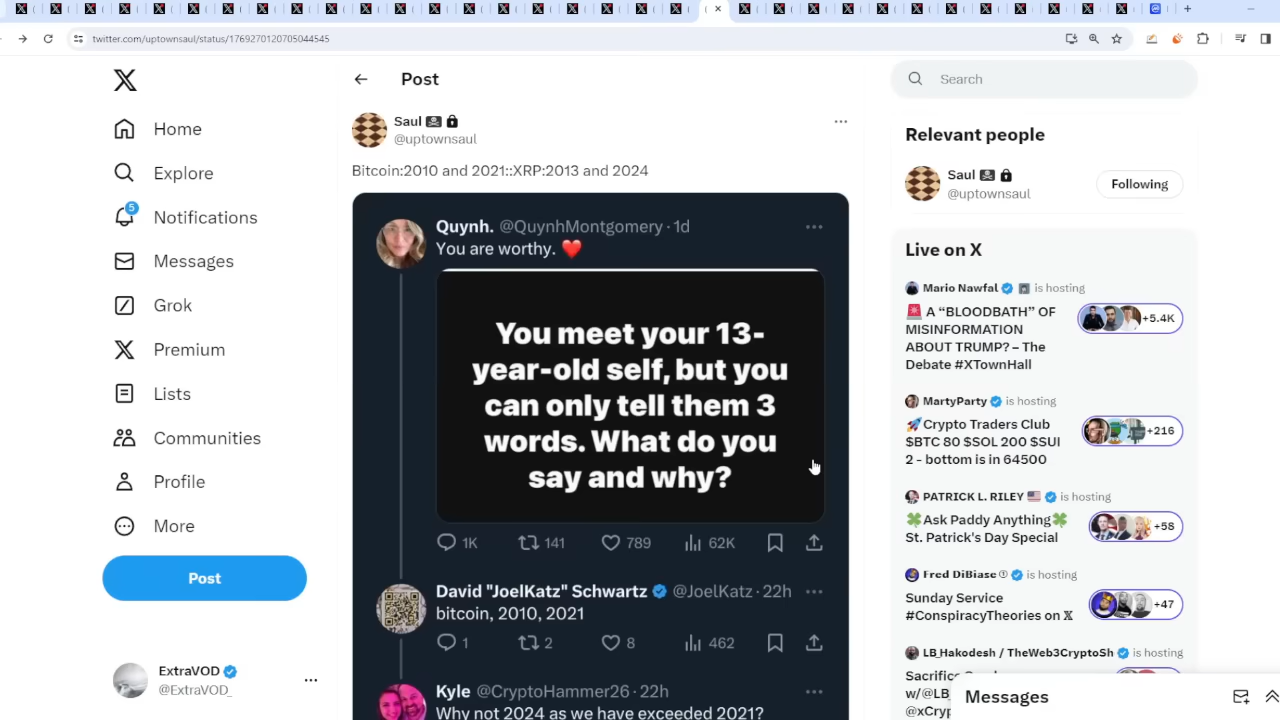 twitter.com/uptownsaul/status/1769270120705044545
Post
Search
Home
Explore
5
Notifications
Messages
Grok
Premium
Lists
Communities
Profile
More
Post
ExtraVOD
@ExtraVOD_
Saul
@uptownsaul
Bitcoin:2010 and 2021::XRP:2013 and 2024
Quynh. @QuynhMontgomery · 1d
You are worthy. ❤️
You meet your 13-
year-old self, but you
can only tell them 3
words. What do you
say and why?
1K 141 789 62K
David "JoelKatz" Schwartz @JoelKatz · 22h
bitcoin, 2010, 2021
1 2 8 462
Kyle @CryptoHammer26 · 22h
Why not 2024 as we have exceeded 2021?
Relevant people
Saul
@uptownsaul
Following
Live on X
Mario Nawfal is hosting
🚨 A “BLOODBATH” OF
MISINFORMATION
ABOUT TRUMP? – The
Debate #XTownHall
+5.4K
MartyParty is hosting
🚀Crypto Traders Club
$BTC 80 $SOL 200 $SUI
2 - bottom is in 64500
+216
PATRICK L. RILEY 🇺🇸 is hosting
🍀Ask Paddy Anything🍀
St. Patrick's Day Special
+58
Fred DiBiase is hosting
Sunday Service
#ConspiracyTheories on 𝕏
+47
LB_Hakodesh / TheWeb3CryptoSh is hosting
w/@LB_
@xCryp
Messages